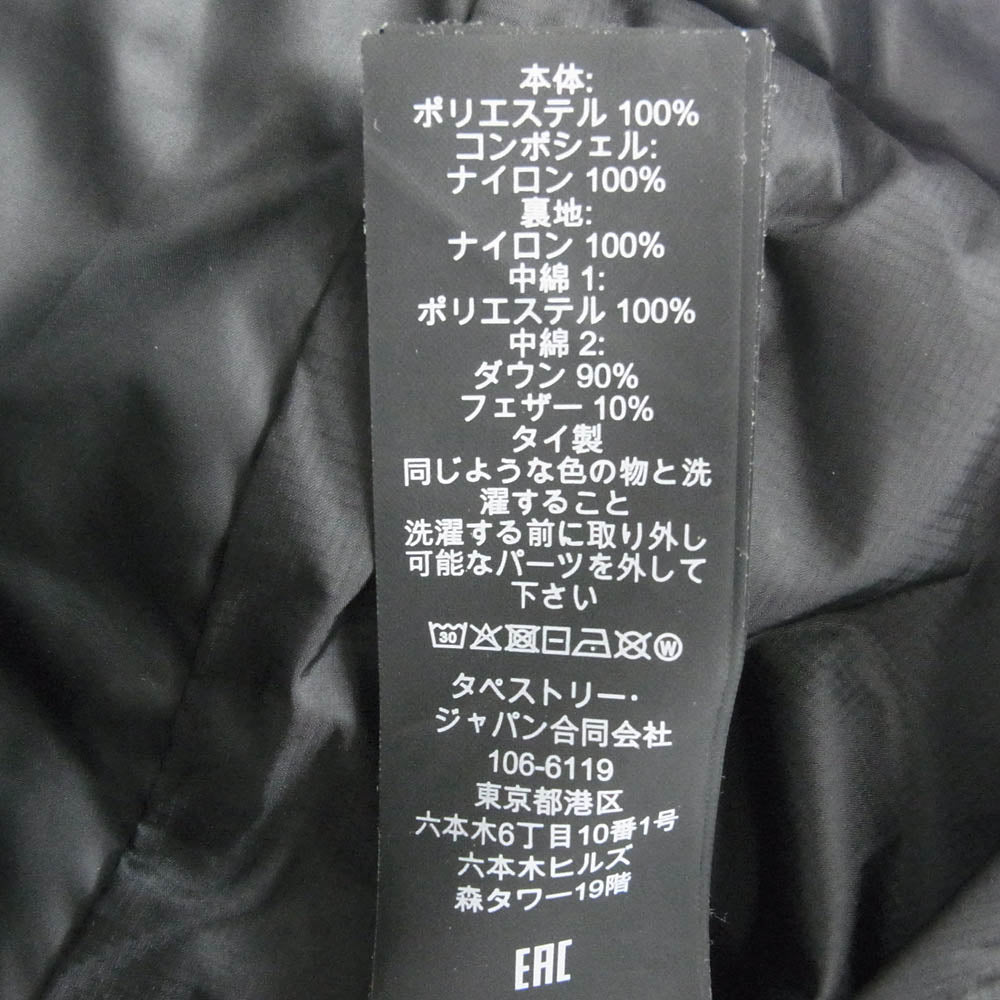 本体:
ポリエステル 100%
コンポシェル:
ナイロン 100%
裏地:
ナイロン 100%
中綿 1:
ポリエステル 100%
中綿 2:
ダウン 90%
フェザー 10%
タイ製
同じような色の物と洗
濯すること
洗濯する前に取り外し
可能なパーツを外して
下さい
30 W
タペストリー・
ジャパン合同会社
106-6119
東京都港区
六本木6丁目10番1号
六本木ヒルズ
森タワー19階
EAC